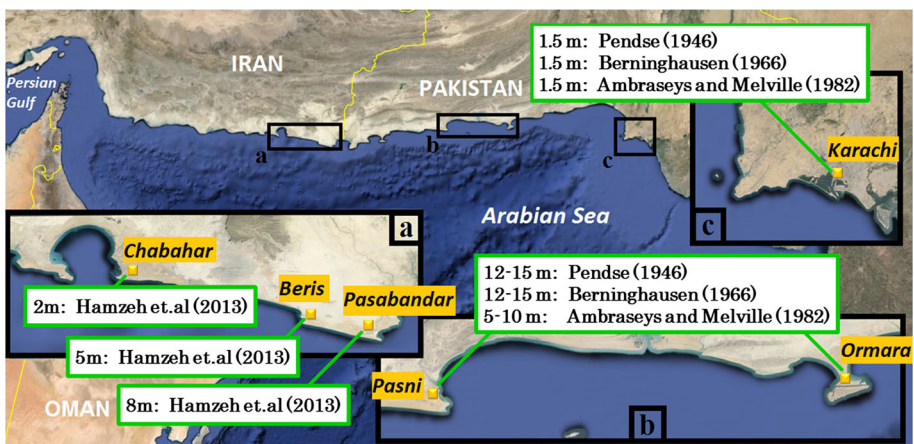 1.5 m: Pendse (1946)
1.5 m: Berninghausen (1966)
1.5 m: Ambraseys and Melville (1982)
IRAN
PAKISTAN
Persian
Gulf
a
b
c
Karachi
c
Arabian Sea
a
Chabahar
Beris
Pasabandar
2m: Hamzeh et.al (2013)
5m: Hamzeh et.al (2013)
8m: Hamzeh et.al (2013)
OMAN
12-15 m: Pendse (1946)
12-15 m: Berninghausen (1966)
5-10 m: Ambraseys and Melville (1982)
Ormara
Pasni
b